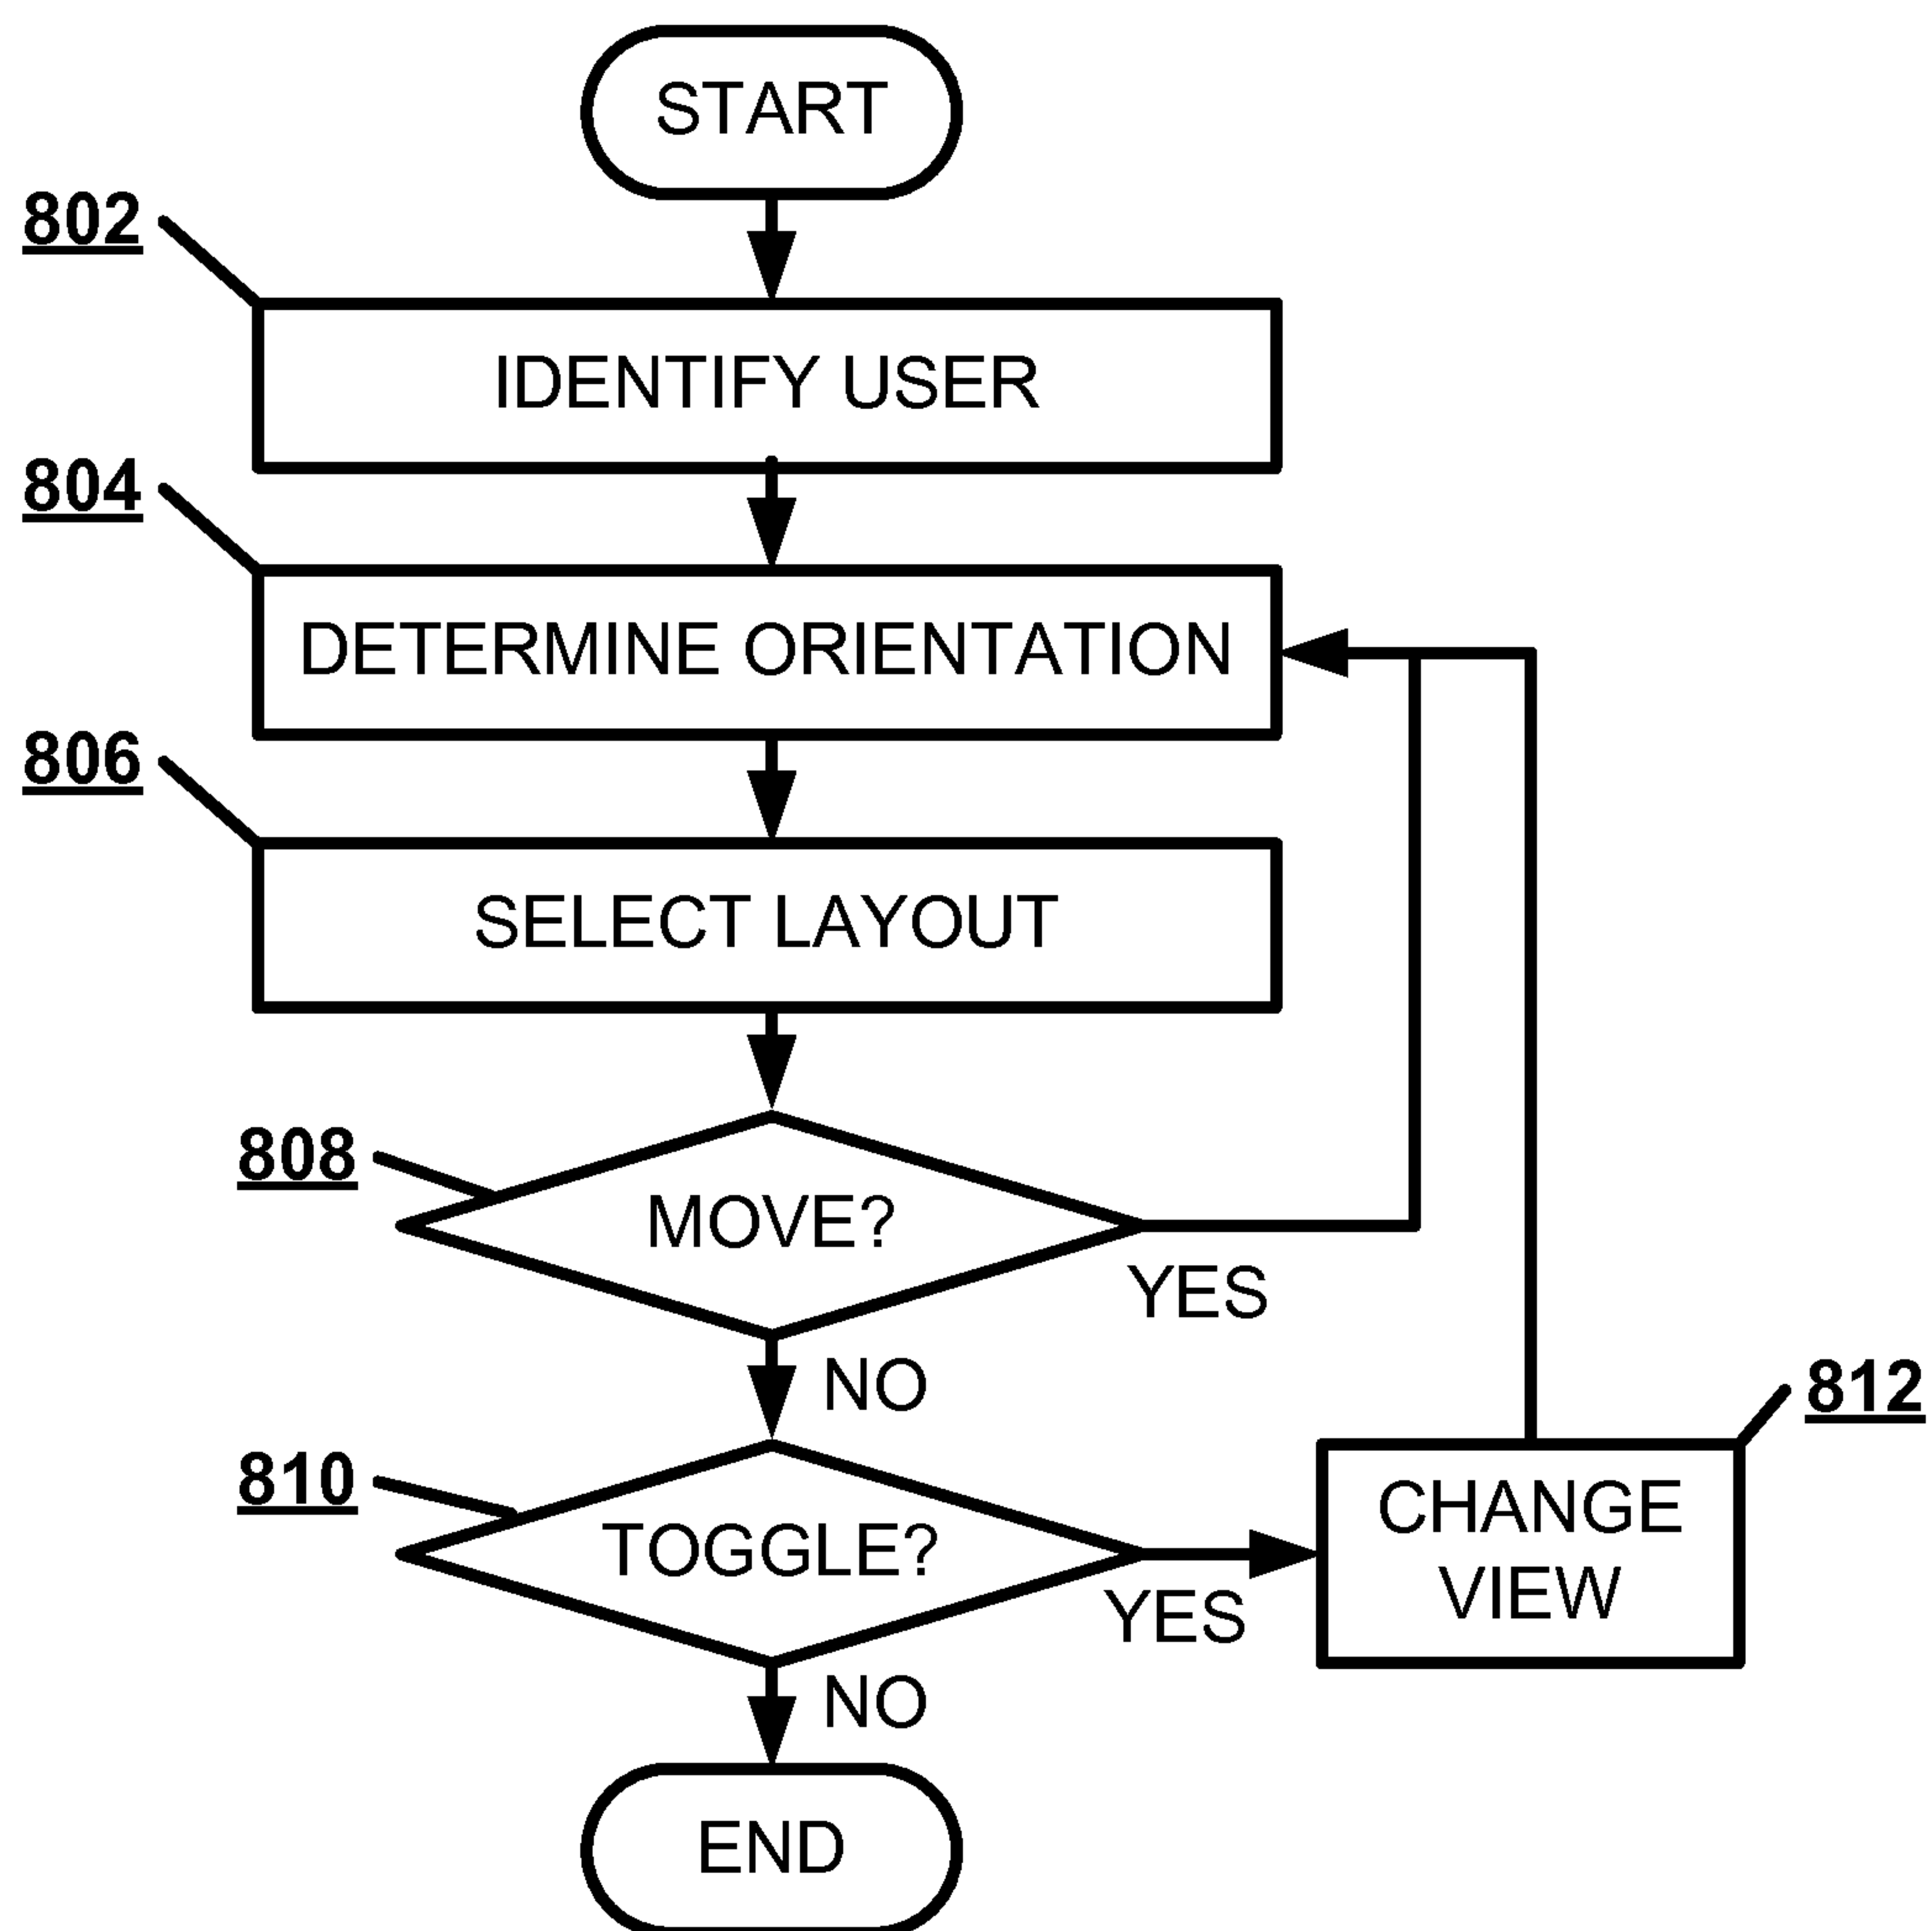 START
802
IDENTIFY USER
804
DETERMINE ORIENTATION
806
SELECT LAYOUT
808
MOVE?
YES
NO
812
810
TOGGLE?
YES
CHANGE
VIEW
NO
END